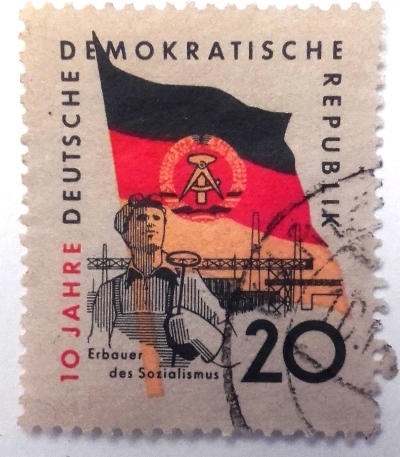 10 JAHRE DEUTSCHE DEMOKRATISCHE REPUBLIK
Erbauer
des Sozialismus
20